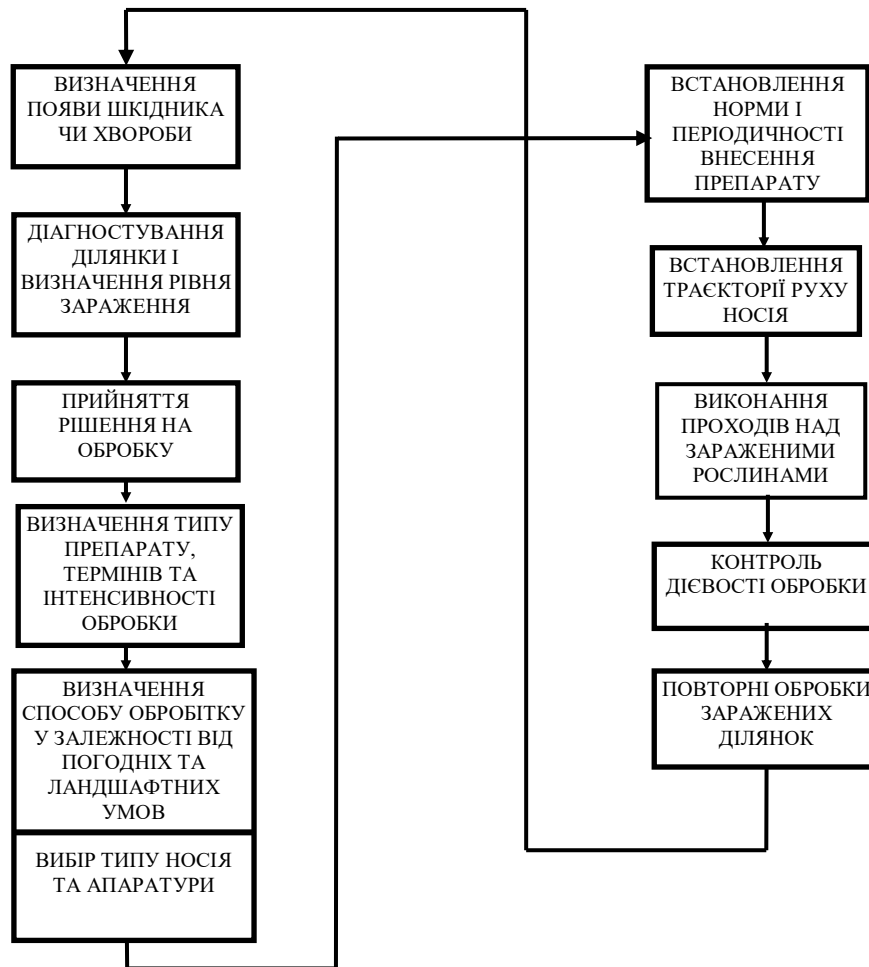 ВИЗНАЧЕННЯ
ПОЯВИ ШКІДНИКА
ЧИ ХВОРОБИ
ДІАГНОСТУВАННЯ
ДІЛЯНКИ І
ВИЗНАЧЕННЯ РІВНЯ
ЗАРАЖЕННЯ
ПРИЙНЯТТЯ
РІШЕННЯ НА
ОБРОБКУ
ВИЗНАЧЕННЯ ТИПУ
ПРЕПАРАТУ,
ТЕРМІНІВ ТА
ІНТЕНСИВНОСТІ
ОБРОБКИ
ВИЗНАЧЕННЯ
СПОСОБУ ОБРОБІТКУ
У ЗАЛЕЖНОСТІ ВІД
ПОГОДНІХ ТА
ЛАНДШАФТНИХ
УМОВ
ВИБІР ТИПУ НОСІЯ
ТА АПАРАТУРИ
ВСТАНОВЛЕННЯ
НОРМИ І
ПЕРІОДИЧНОСТІ
ВНЕСЕННЯ
ПРЕПАРАТУ
ВСТАНОВЛЕННЯ
ТРАЄКТОРІЇ РУХУ
НОСІЯ
ВИКОНАННЯ
ПРОХОДІВ НАД
ЗАРАЖЕНИМИ
РОСЛИНАМИ
КОНТРОЛЬ
ДІЄВОСТІ ОБРОБКИ
ПОВТОРНІ ОБРОБКИ
ЗАРАЖЕНИХ
ДІЛЯНОК